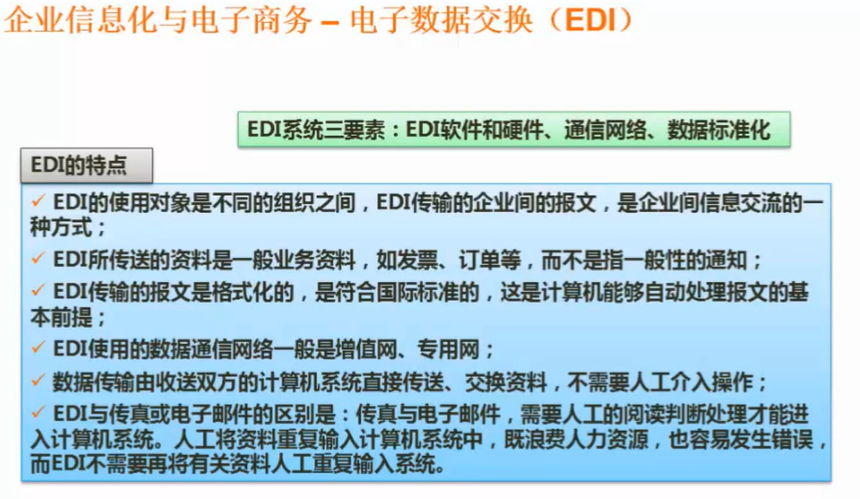 企业信息化与电子商务 – 电子数据交换（EDI）
EDI系统三要素：EDI软件和硬件、通信网络、数据标准化
EDI的特点
✓ EDI的使用对象是不同的组织之间，EDI传输的企业间的报文，是企业间信息交流的一
种方式；
✓ EDI所传送的资料是一般业务资料，如发票、订单等，而不是指一般性的通知；
✓ EDI传输的报文是格式化的，是符合国际标准的，这是计算机能够自动处理报文的基
本前提；
✓ EDI使用的数据通信网络一般是增值网、专用网；
✓ 数据传输由收送双方的计算机系统直接传送、交换资料，不需要人工介入操作；
✓ EDI与传真或电子邮件的区别是：传真与电子邮件，需要人工的阅读判断处理才能进
入计算机系统。人工将资料重复输入计算机系统中，既浪费人力资源，也容易发生错误，
而EDI不需要再将有关资料人工重复输入系统。